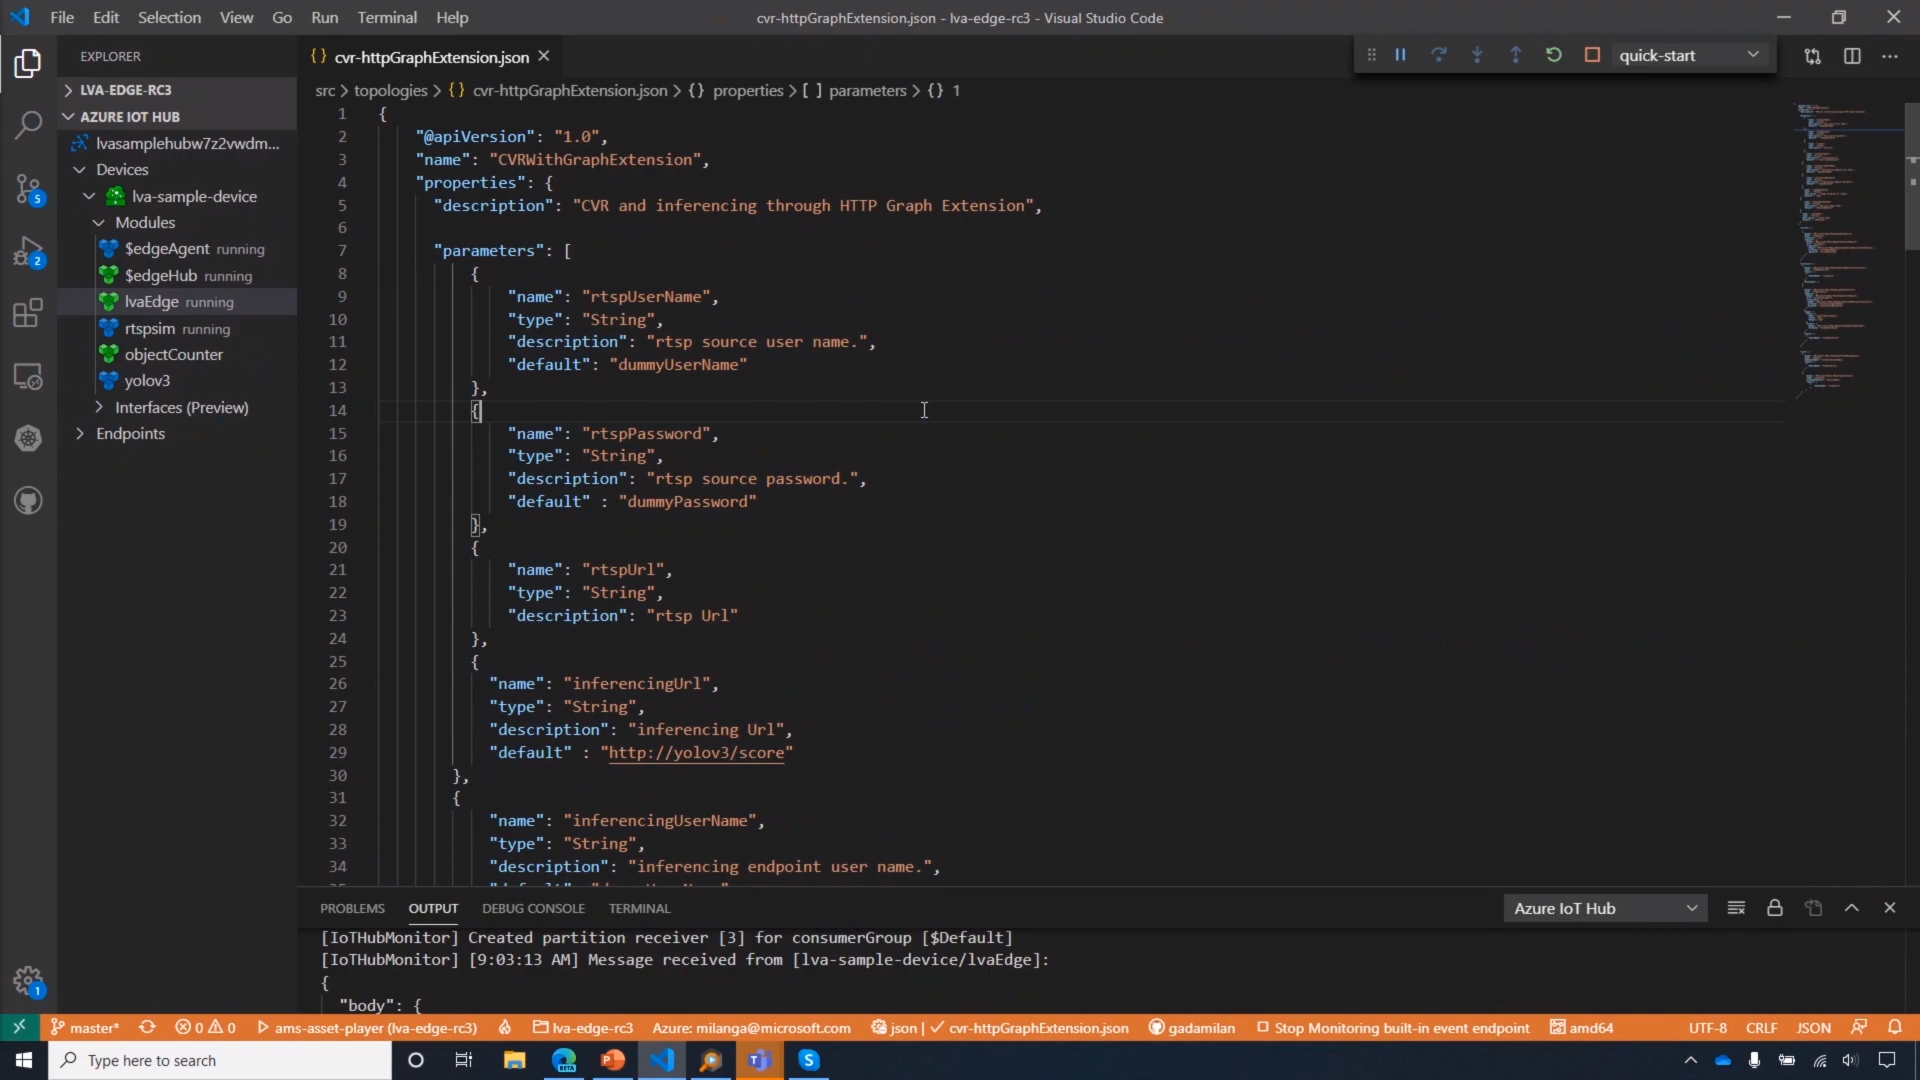 File Edit Selection View Go Run Terminal Help
cvr-httpGraphExtension.json - lva-edge-rc3 - Visual Studio Code
EXPLORER
LVA-EDGE-RC3
AZURE IOT HUB
lvasamplehubw7z2vwdm...
Devices
lva-sample-device
Modules
$edgeAgent running
$edgeHub running
lvaEdge running
rtspsim running
objectCounter
yolov3
Interfaces (Preview)
Endpoints
5
2
1
{} cvr-httpGraphExtension.json
quick-start
src > topologies > {} cvr-httpGraphExtension.json > {} properties > [ ] parameters > {} 1
1 {
2 "@apiVersion": "1.0",
3 "name": "CVRWithGraphExtension",
4 "properties": {
5 "description": "CVR and inferencing through HTTP Graph Extension",
6
7 "parameters": [
8 {
9 "name": "rtspUserName",
10 "type": "String",
11 "description": "rtsp source user name.",
12 "default": "dummyUserName"
13 },
14 {
15 "name": "rtspPassword",
16 "type": "String",
17 "description": "rtsp source password.",
18 "default" : "dummyPassword"
19 },
20 {
21 "name": "rtspUrl",
22 "type": "String",
23 "description": "rtsp Url"
24 },
25 {
26 "name": "inferencingUrl",
27 "type": "String",
28 "description": "inferencing Url",
29 "default" : "http://yolov3/score"
30 },
31 {
32 "name": "inferencingUserName",
33 "type": "String",
34 "description": "inferencing endpoint user name.",
PROBLEMS OUTPUT DEBUG CONSOLE TERMINAL
Azure IoT Hub
[IoTHubMonitor] Created partition receiver [3] for consumerGroup [$Default]
[IoTHubMonitor] [9:03:13 AM] Message received from [lva-sample-device/lvaEdge]:
{
"body": {
master* 0 0 ams-asset-player (lva-edge-rc3) lva-edge-rc3 Azure: milanga@microsoft.com json | cvr-httpGraphExtension.json gadamilan Stop Monitoring built-in event endpoint amd64 UTF-8 CRLF JSON
Type here to search
BETA